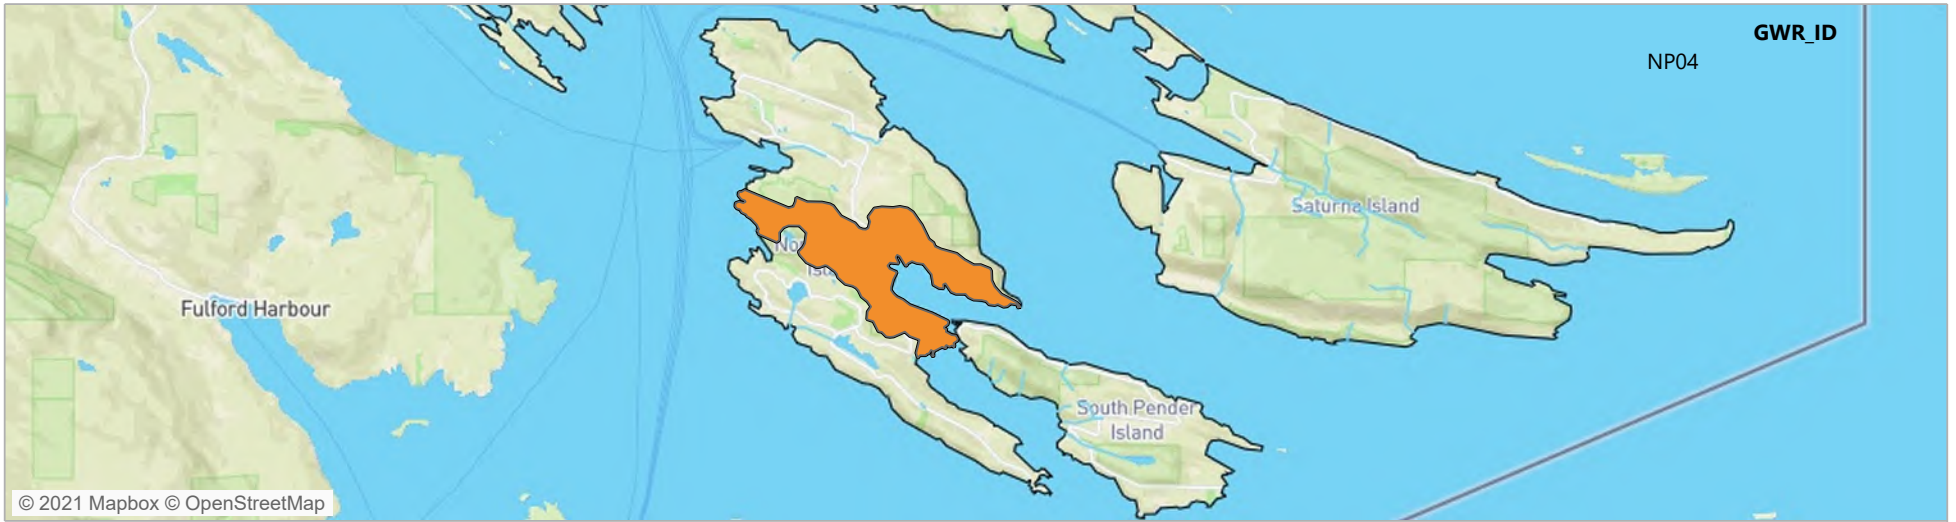 GWR_ID
NP04
Saturna Island
Fulford Harbour
South Pender
Island
© 2021 Mapbox © OpenStreetMap